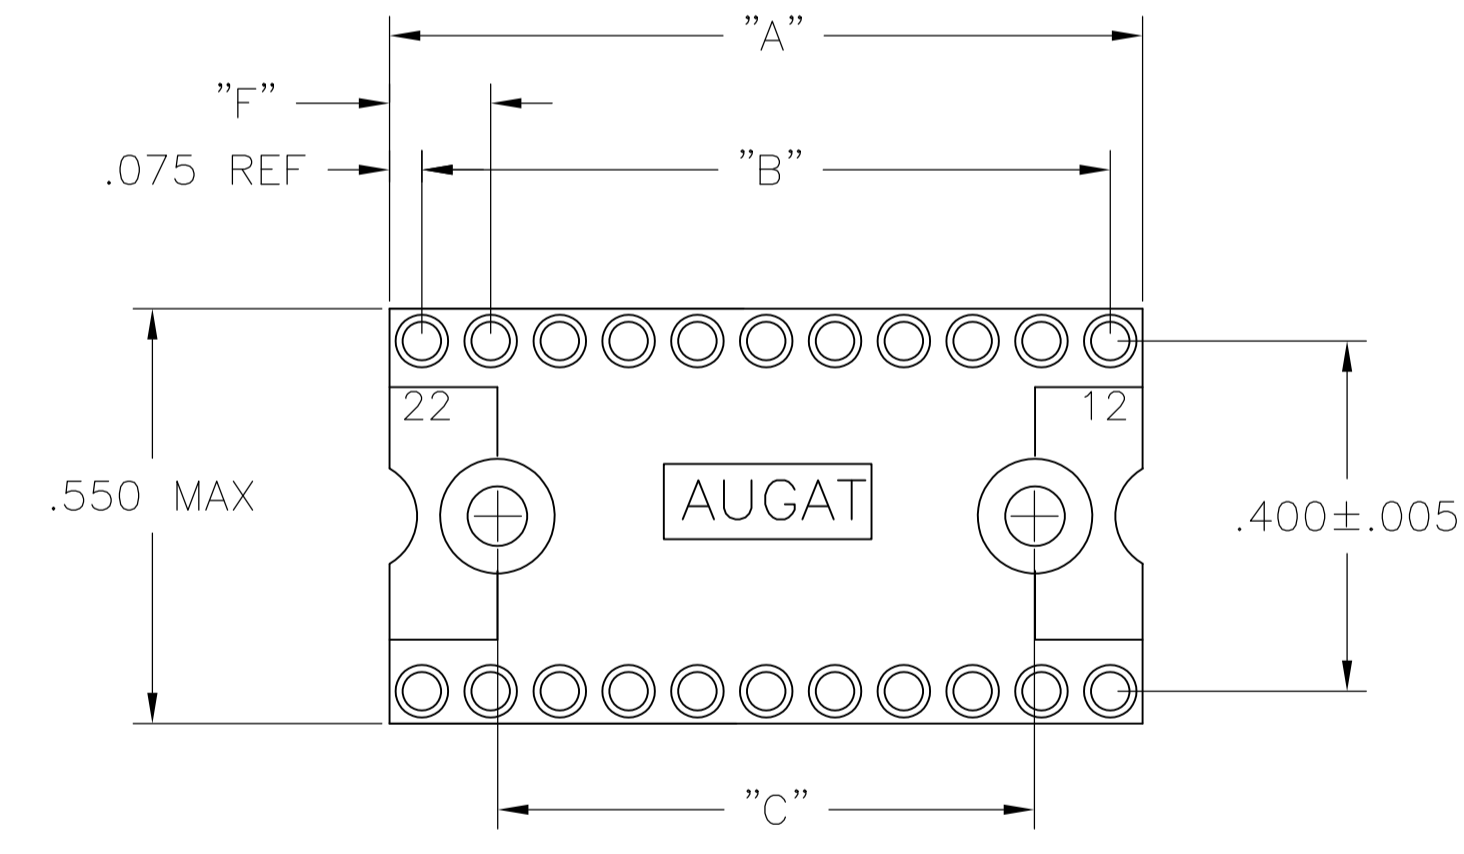 ”A”
”F”
.075 REF
”B”
22
12
.550 MAX
AUGAT
.400±.005
”C”